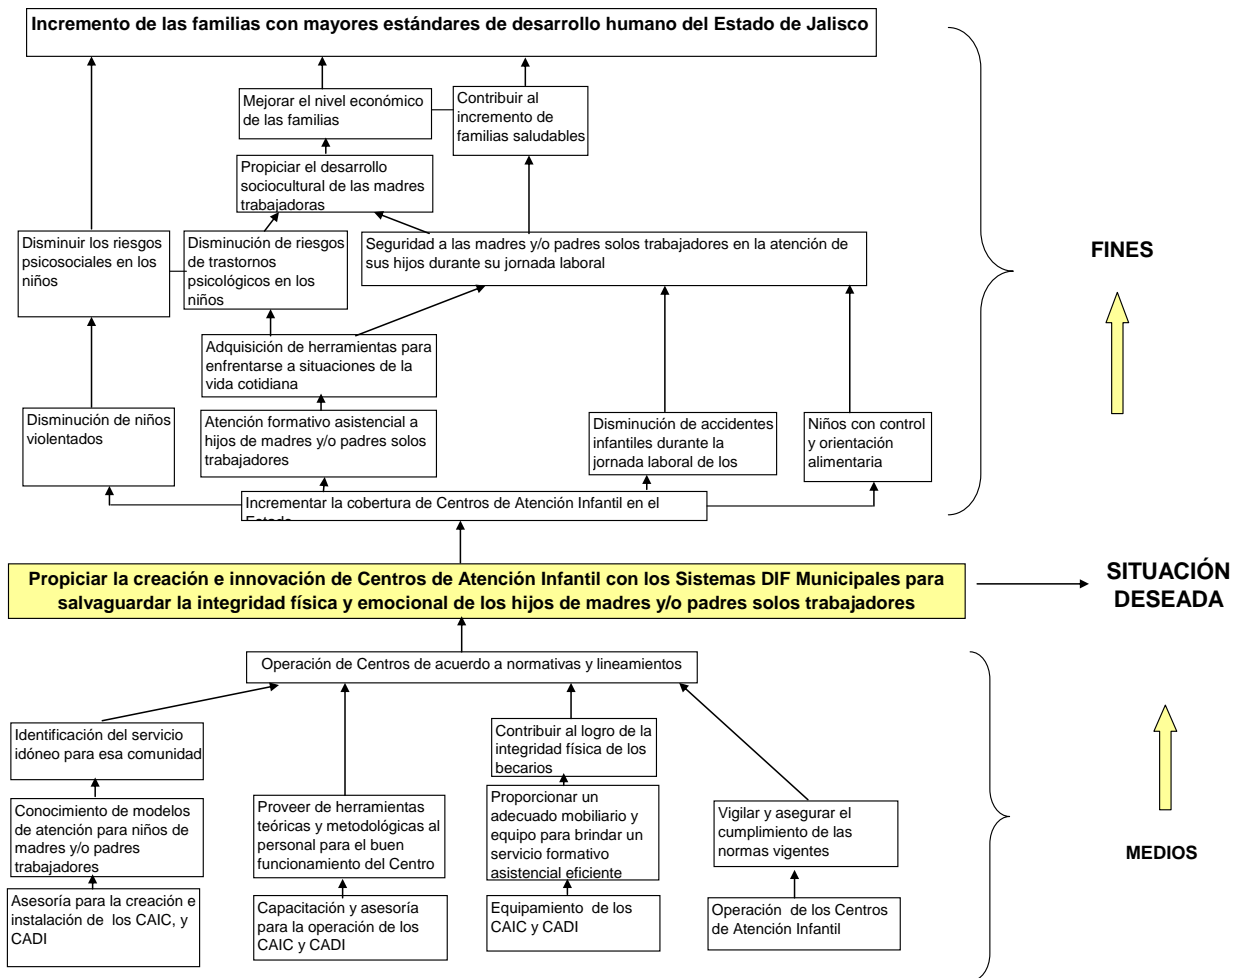 Incremento de las familias con mayores estándares de desarrollo humano del Estado de Jalisco
Mejorar el nivel económico
de las familias
Contribuir al
incremento de
familias saludables
Propiciar el desarrollo
sociocultural de las madres
trabajadoras
Disminuir los riesgos
psicosociales en los
niños
Disminución de riesgos
de trastornos
psicológicos en los
niños
Seguridad a las madres y/o padres solos trabajadores en la atención de
sus hijos durante su jornada laboral
FINES
Adquisición de herramientas para
enfrentarse a situaciones de la
vida cotidiana
Disminución de niños
violentados
Atención formativo asistencial a
hijos de madres y/o padres solos
trabajadores
Disminución de accidentes
infantiles durante la
jornada laboral de los
Niños con control
y orientación
alimentaria
Incrementar la cobertura de Centros de Atención Infantil en el
Estado
Propiciar la creación e innovación de Centros de Atención Infantil con los Sistemas DIF Municipales para
salvaguardar la integridad física y emocional de los hijos de madres y/o padres solos trabajadores
SITUACIÓN
DESEADA
Operación de Centros de acuerdo a normativas y lineamientos
Identificación del servicio
idóneo para esa comunidad
Contribuir al logro de la
integridad física de los
becarios
Conocimiento de modelos
de atención para niños de
madres y/o padres
trabajadores
Proveer de herramientas
teóricas y metodológicas al
personal para el buen
funcionamiento del Centro
Proporcionar un
adecuado mobiliario y
equipo para brindar un
servicio formativo
asistencial eficiente
Vigilar y asegurar el
cumplimiento de las
normas vigentes
MEDIOS
Asesoría para la creación e
instalación de los CAIC, y
CADI
Capacitación y asesoría
para la operación de los
CAIC y CADI
Equipamiento de los
CAIC y CADI
Operación de los Centros
de Atención Infantil